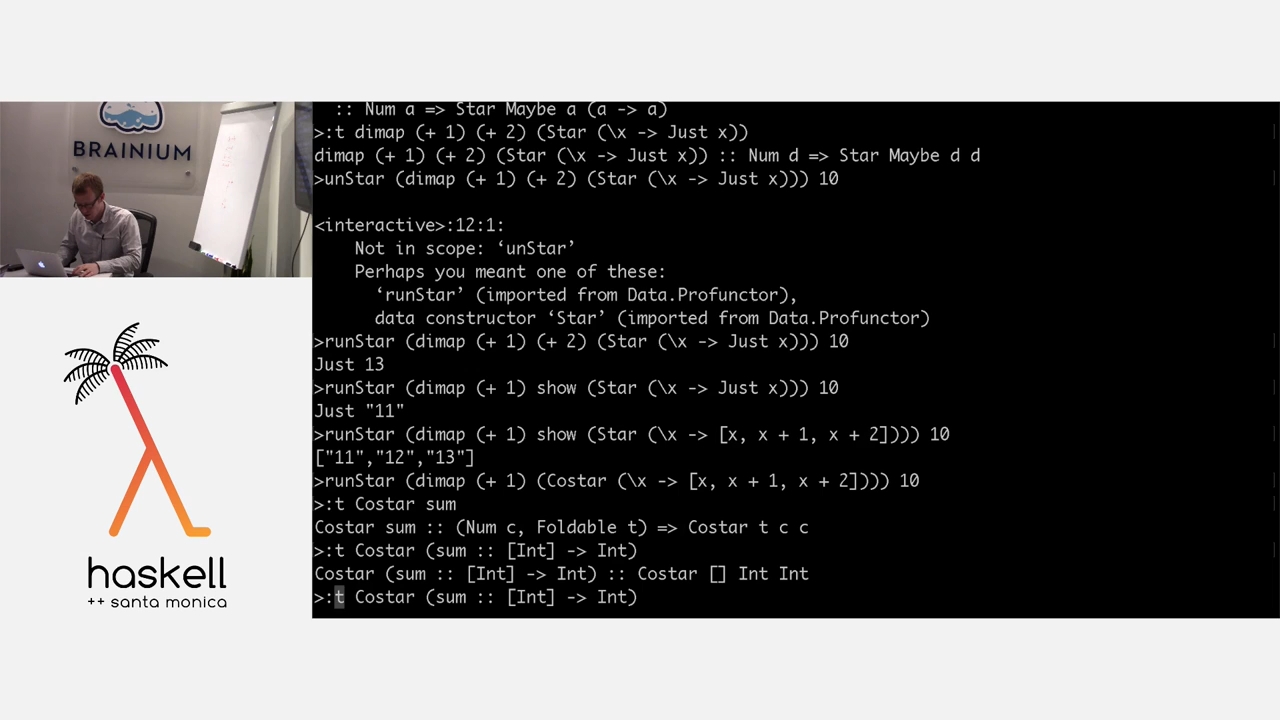 BRAINIUM
haskell
++ santa monica
:: Num a => Star Maybe a (a -> a)
>:t dimap (+ 1) (+ 2) (Star (\x -> Just x))
dimap (+ 1) (+ 2) (Star (\x -> Just x)) :: Num d => Star Maybe d d
>unStar (dimap (+ 1) (+ 2) (Star (\x -> Just x))) 10
<interactive>:12:1:
Not in scope: ‘unStar’
Perhaps you meant one of these:
‘runStar’ (imported from Data.Profunctor),
data constructor ‘Star’ (imported from Data.Profunctor)
>runStar (dimap (+ 1) (+ 2) (Star (\x -> Just x))) 10
Just 13
>runStar (dimap (+ 1) show (Star (\x -> Just x))) 10
Just "11"
>runStar (dimap (+ 1) show (Star (\x -> [x, x + 1, x + 2]))) 10
["11","12","13"]
>runStar (dimap (+ 1) (Costar (\x -> [x, x + 1, x + 2]))) 10
>:t Costar sum
Costar sum :: (Num c, Foldable t) => Costar t c c
>:t Costar (sum :: [Int] -> Int)
Costar (sum :: [Int] -> Int) :: Costar [] Int Int
>:t Costar (sum :: [Int] -> Int)